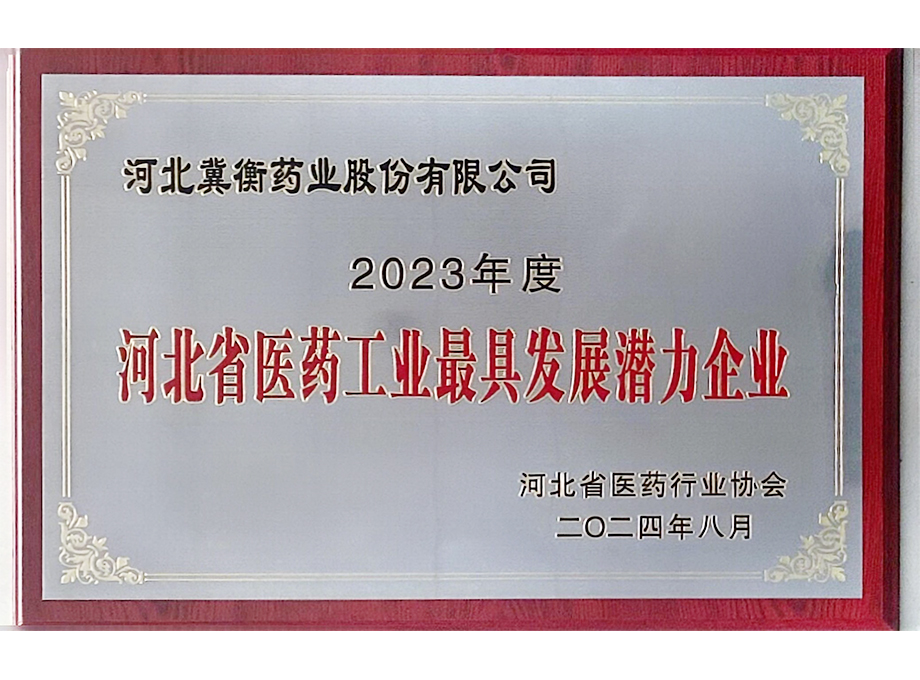 河北冀衡药业股份有限公司
2023年度
河北省医药工业最具发展潜力企业
河北省医药行业协会
二〇二四年八月